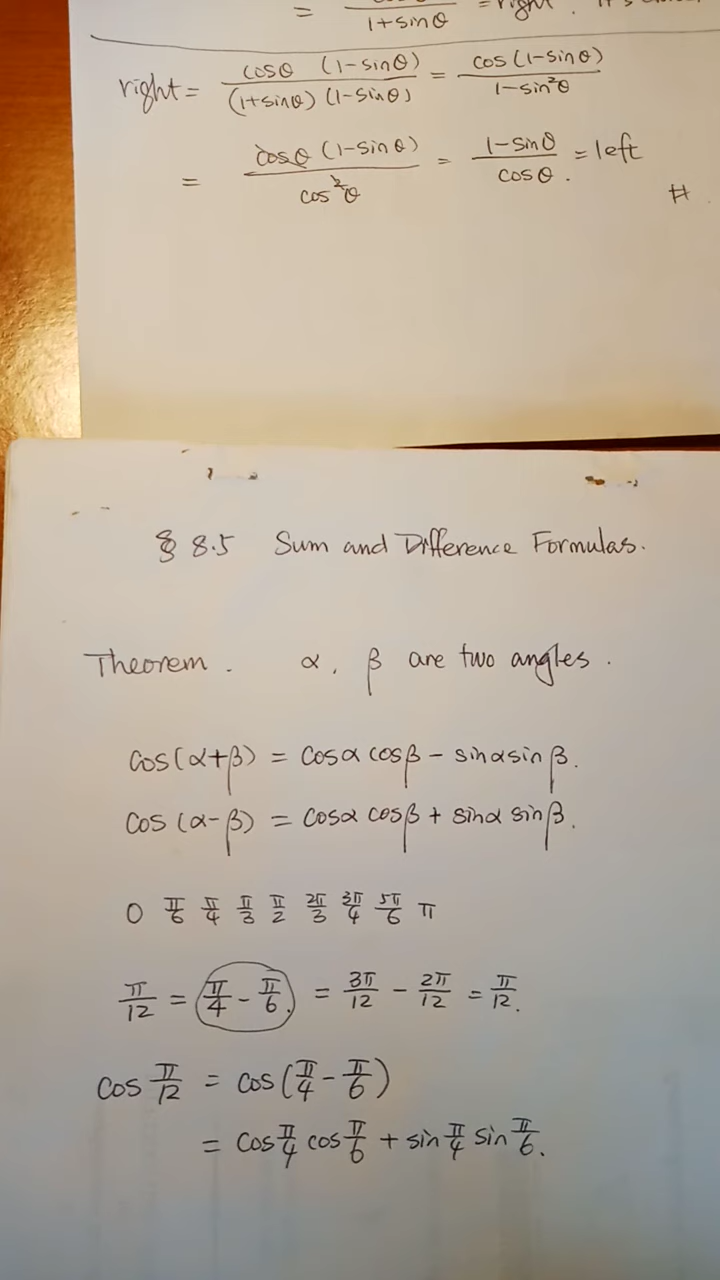 = 1+sinθ = right.
right = cosθ (1-sinθ) / (1+sinθ) (1-sinθ) = cos (1-sinθ) / 1-sin²θ
= cosθ (1-sinθ) / cos²θ = 1-sinθ / cosθ. = left #
§ 8.5 Sum and Difference Formulas.
Theorem. α, β are two angles.
cos(α+β) = cosα cosβ - sinα sinβ.
cos (α-β) = cosα cosβ + sinα sinβ.
0 π/6 π/4 π/3 π/2 2π/3 3π/4 5π/6 π
π/12 = π/4 - π/6. = 3π/12 - 2π/12 = π/12.
cos π/12 = cos(π/4 - π/6)
= cos π/4 cos π/6 + sin π/4 sin π/6.